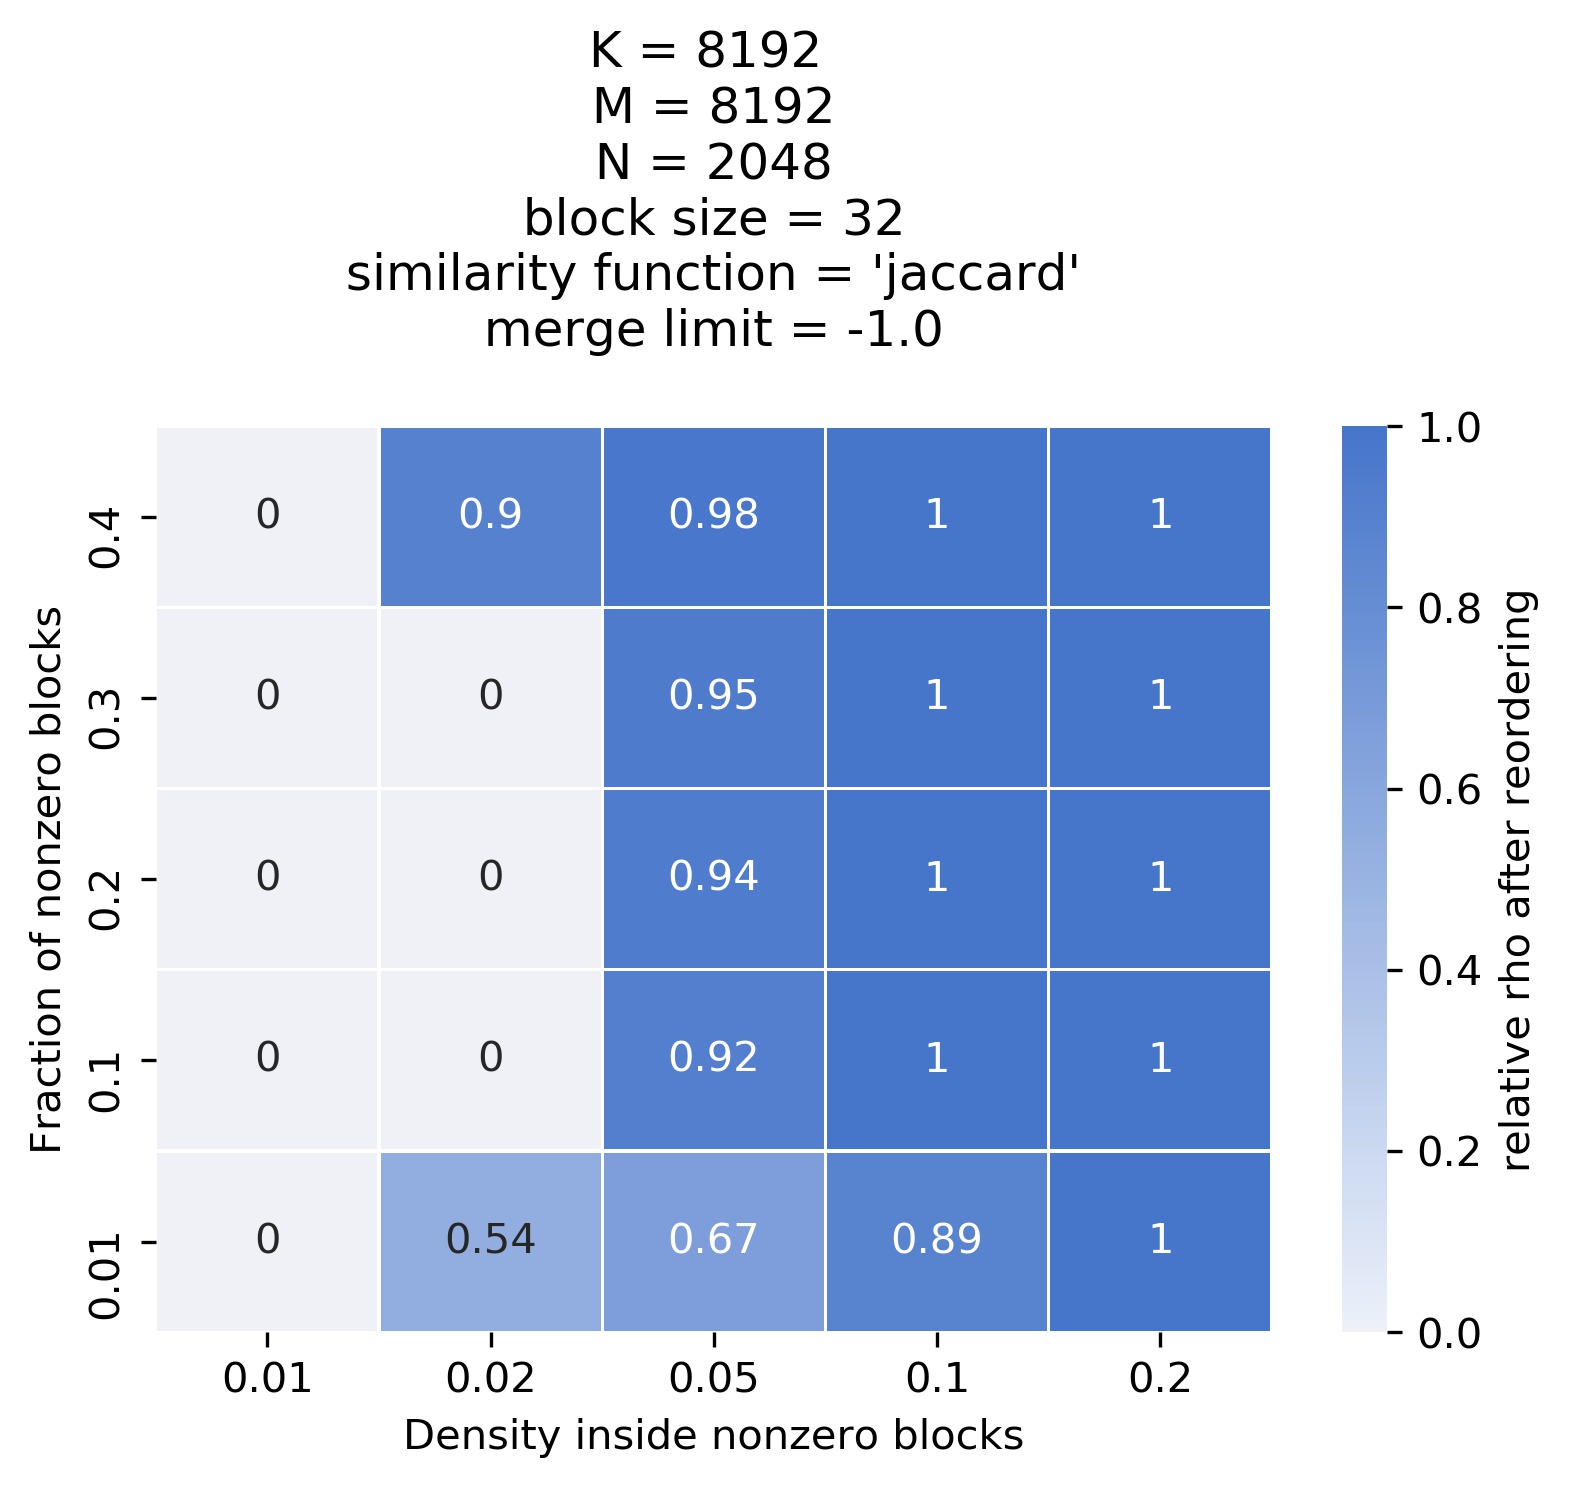 K = 8192
M = 8192
N = 2048
block size = 32
similarity function = 'jaccard'
merge limit = -1.0
Fraction of nonzero blocks
0.4 0 0.9 0.98 1 1
0.3 0 0 0.95 1 1
0.2 0 0 0.94 1 1
0.1 0 0 0.92 1 1
0.01 0 0.54 0.67 0.89 1
0.01 0.02 0.05 0.1 0.2
Density inside nonzero blocks
1.0
0.8
0.6
0.4
0.2
0.0
relative rho after reordering